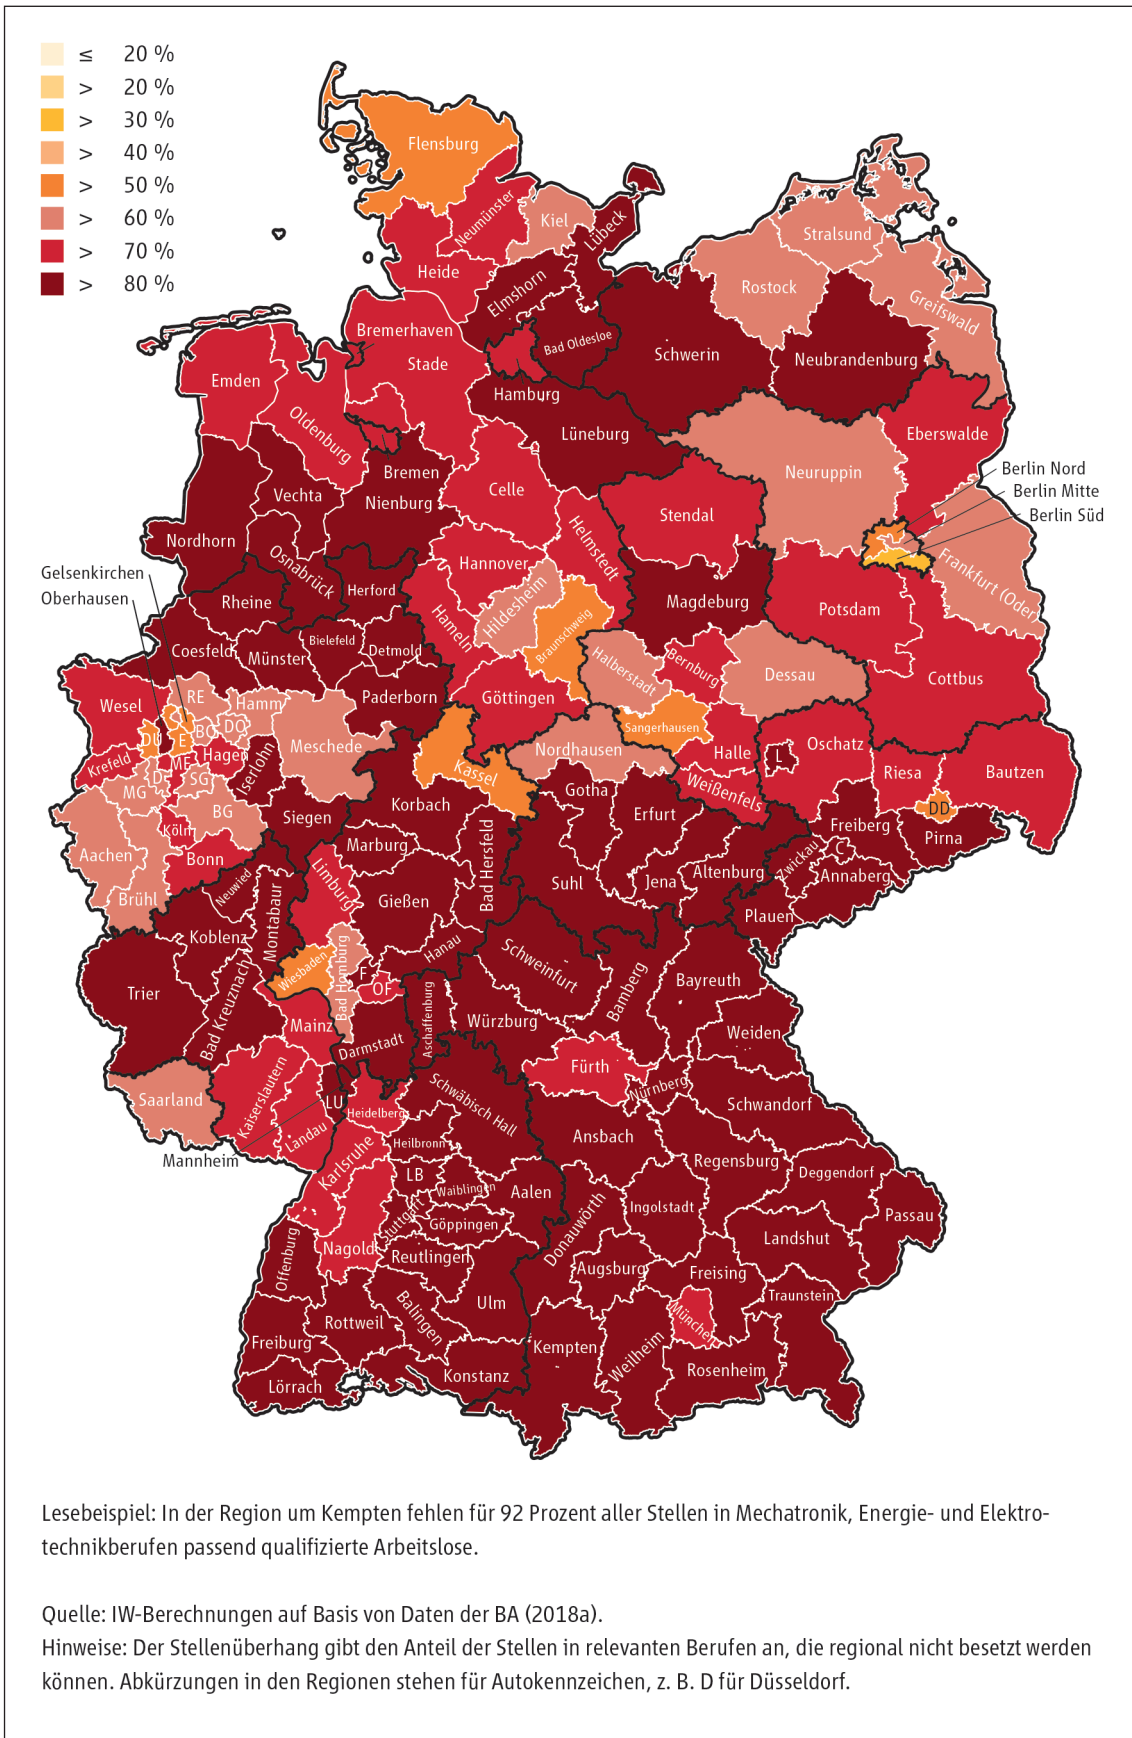 ≤ 20 %
> 20 %
> 30 %
> 40 %
> 50 %
> 60 %
> 70 %
> 80 %
Flensburg
Neumünster
Kiel
Lübeck
Heide
Stralsund
Rostock
Greifswald
Elmshorn
Bremerhaven
Bad Oldesloe
Schwerin
Neubrandenburg
Stade
Emden
Hamburg
Oldenburg
Lüneburg
Eberswalde
Bremen
Neuruppin
Berlin Nord
Berlin Mitte
Berlin Süd
Vechta
Nienburg
Celle
Stendal
Nordhorn
Helmstedt
Osnabrück
Hannover
Frankfurt (Oder)
Gelsenkirchen
Oberhausen
Herford
Rheine
Hildesheim
Magdeburg
Potsdam
Hameln
Braunschweig
Coesfeld
Münster
Bielefeld
Detmold
Halberstadt
Bernburg
Dessau
Cottbus
Wesel
RE
Hamm
Paderborn
Göttingen
Sangerhausen
DU
E
BO
DO
Meschede
Nordhausen
Halle
Oschatz
L
Krefeld
ME
Hagen
Iserlohn
Kassel
Riesa
Bautzen
MG
D
SG
Weißenfels
Gotha
DD
BG
Siegen
Korbach
Erfurt
Köln
Freiberg
Pirna
Aachen
Bonn
Marburg
Bad Hersfeld
Zwickau
C
Annaberg
Limburg
Suhl
Jena
Altenburg
Brühl
Neuwied
Montabaur
Gießen
Plauen
Koblenz
Hanau
Schweinfurt
Wiesbaden
Bad Homburg
F
OF
Bamberg
Bayreuth
Trier
Bad Kreuznach
Aschaffenburg
Würzburg
Mainz
Darmstadt
Weiden
Fürth
Nürnberg
Saarland
Kaiserslautern
LU
Heidelberg
Schwäbisch Hall
Schwandorf
Landau
Mannheim
Heilbronn
Ansbach
Karlsruhe
Regensburg
Deggendorf
LB
Waiblingen
Aalen
Ingolstadt
Passau
Stuttgart
Göppingen
Donauwörth
Nagold
Reutlingen
Landshut
Offenburg
Augsburg
Freising
Traunstein
Ulm
Balingen
Rottweil
München
Freiburg
Kempten
Weilheim
Rosenheim
Lörrach
Konstanz
Lesebeispiel: In der Region um Kempten fehlen für 92 Prozent aller Stellen in Mechatronik, Energie- und Elektro-
technikberufen passend qualifizierte Arbeitslose.
Quelle: IW-Berechnungen auf Basis von Daten der BA (2018a).
Hinweise: Der Stellenüberhang gibt den Anteil der Stellen in relevanten Berufen an, die regional nicht besetzt werden
können. Abkürzungen in den Regionen stehen für Autokennzeichen, z. B. D für Düsseldorf.